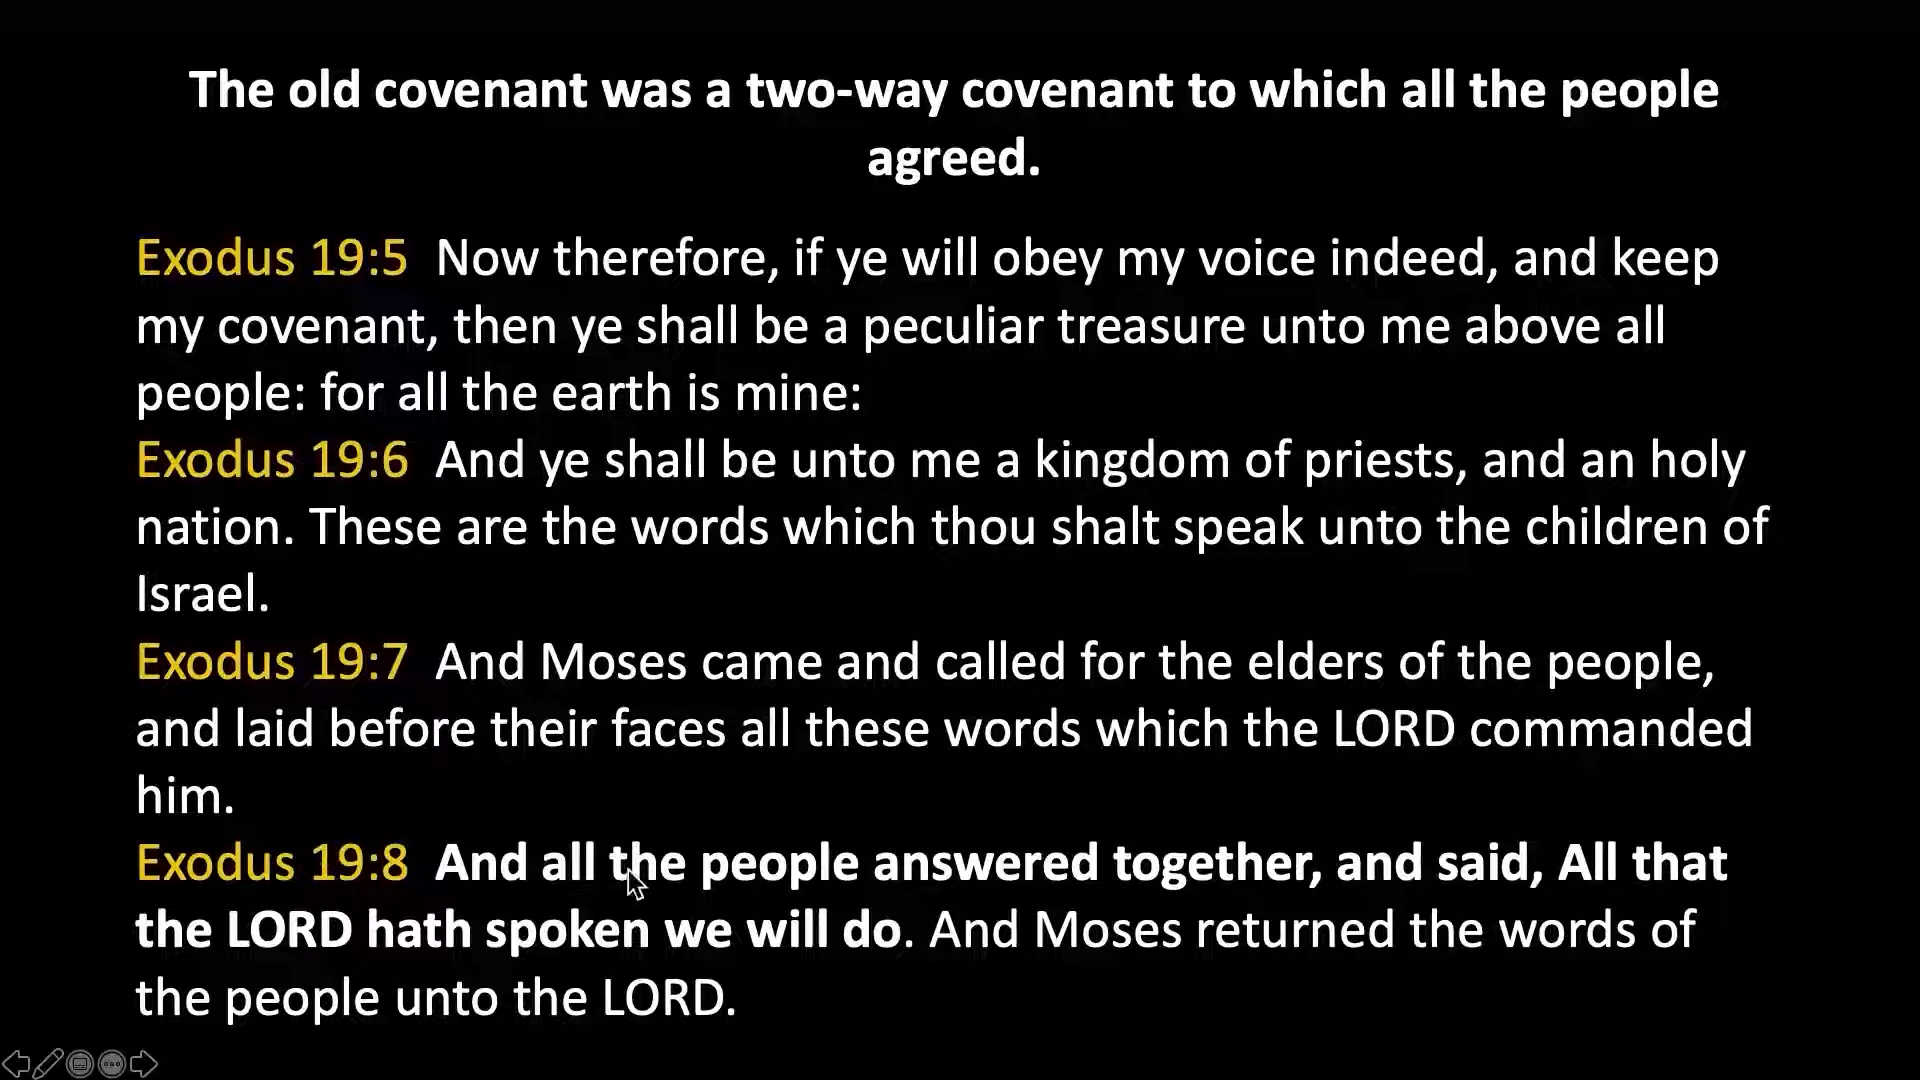 The old covenant was a two-way covenant to which all the people
agreed.
Exodus 19:5 Now therefore, if ye will obey my voice indeed, and keep
my covenant, then ye shall be a peculiar treasure unto me above all
people: for all the earth is mine:
Exodus 19:6 And ye shall be unto me a kingdom of priests, and an holy
nation. These are the words which thou shalt speak unto the children of
Israel.
Exodus 19:7 And Moses came and called for the elders of the people,
and laid before their faces all these words which the LORD commanded
him.
Exodus 19:8 And all the people answered together, and said, All that
the LORD hath spoken we will do. And Moses returned the words of
the people unto the LORD.